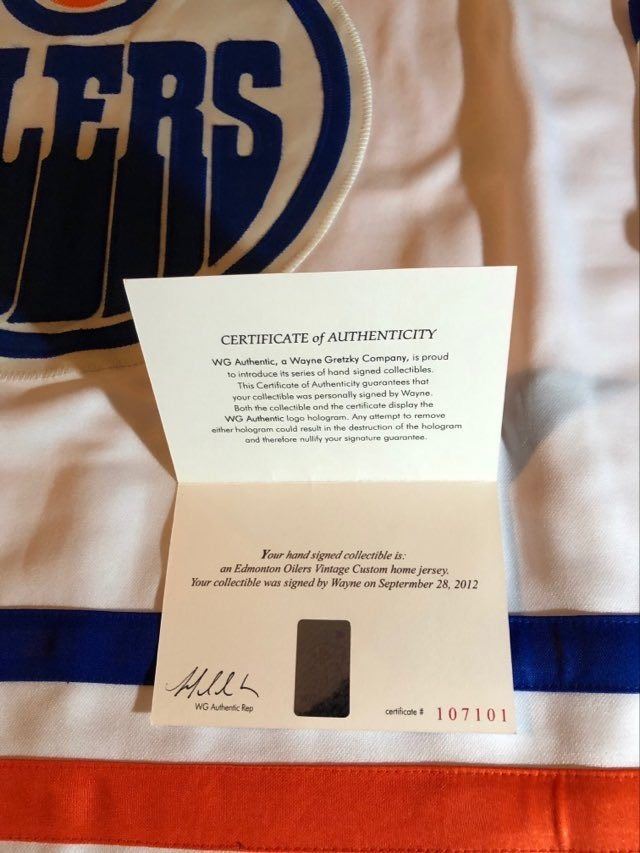 LERS
CERTIFICATE of AUTHENTICITY
WG Authentic, a Wayne Gretzky Company, is proud
to introduce its series of hand signed collectibles.
This Certificate of Authenticity guarantees that
your collectible was personally signed by Wayne.
Both the collectible and the certificate display the
WG Authentic logo hologram. Any attempt to remove
either hologram could result in the destruction of the hologram
and therefore nullify your signature guarantee.
Your hand signed collectible is:
an Edmonton Oilers Vintage Custom home jersey.
Your collectible was signed by Wayne on Septermber 28, 2012
WG Authentic Rep
certificate # 107101